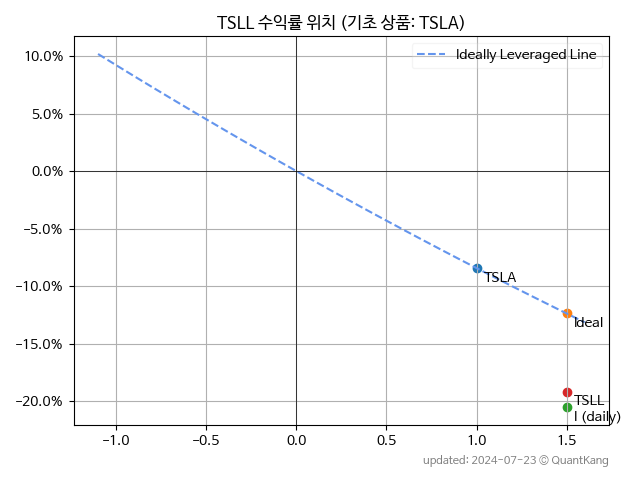 TSLL 수익률 위치 (기초 상품: TSLA)
Ideally Leveraged Line
10.0%
5.0%
0.0%
−5.0%
−10.0%
−15.0%
−20.0%
TSLA
Ideal
TSLL
I (daily)
−1.0 −0.5 0.0 0.5 1.0 1.5
updated: 2024-07-23 © QuantKang